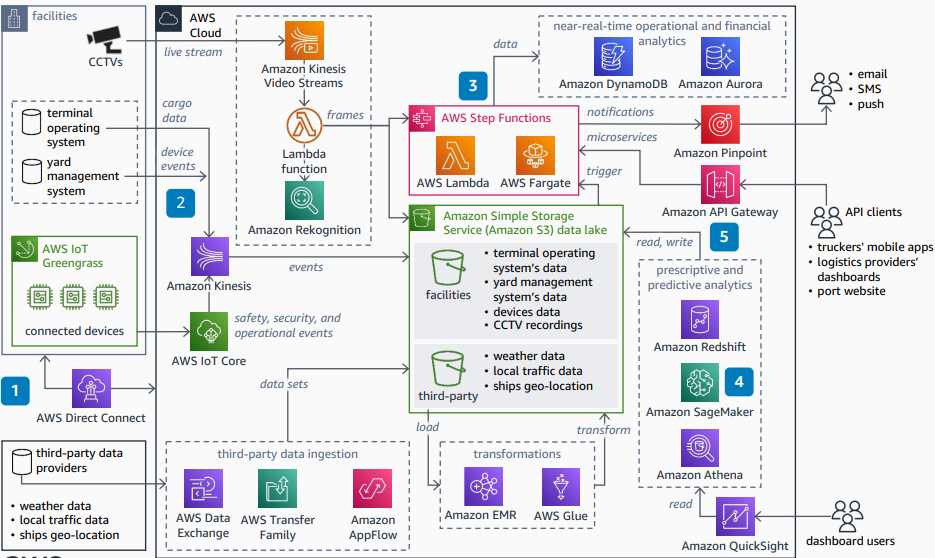 facilities
CCTVs
terminal
operating
system
yard
management
system
AWS IoT
Greengrass
connected devices
1
AWS Direct Connect
third-party data
providers
• weather data
• local traffic data
• ships geo-location
AWS
Cloud
live stream
cargo
data
device
events
2
Amazon Kinesis
Video Streams
Lambda
function
Amazon Rekognition
frames
Amazon Kinesis
events
AWS IoT Core
safety, security, and
operational events
data sets
third-party data ingestion
AWS Data
Exchange
AWS Transfer
Family
Amazon
AppFlow
3
data
near-real-time operational and financial
analytics
Amazon DynamoDB
Amazon Aurora
AWS Step Functions
AWS Lambda
AWS Fargate
notifications
microservices
trigger
Amazon Pinpoint
Amazon API Gateway
• email
• SMS
• push
API clients
• truckers' mobile apps
• logistics providers'
dashboards
• port website
Amazon Simple Storage
Service (Amazon S3) data lake
facilities
• terminal operating
system's data
• yard management
system's data
• devices data
• CCTV recordings
third-party
• weather data
• local traffic data
• ships geo-location
load
transform
transformations
Amazon EMR
AWS Glue
read, write
5
prescriptive and
predictive analytics
Amazon Redshift
4
Amazon SageMaker
Amazon Athena
read
Amazon QuickSight
dashboard users